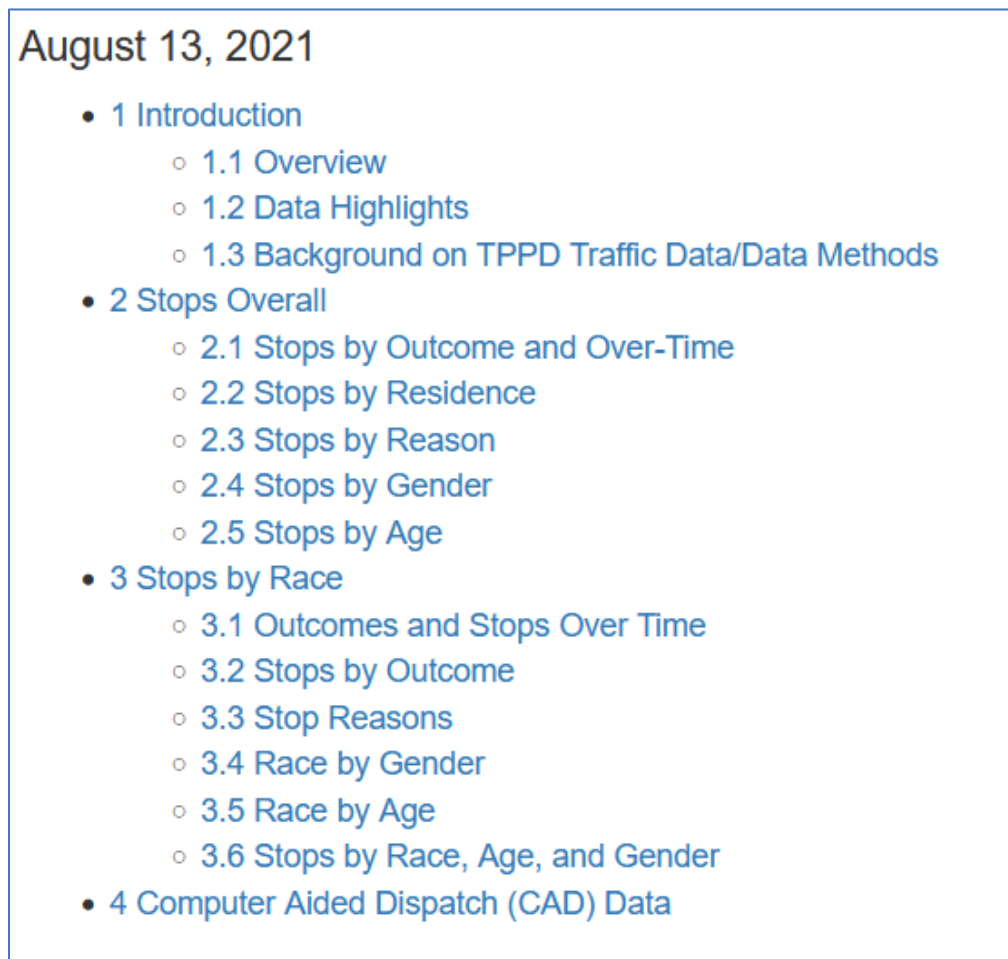 August 13, 2021
1 Introduction
1.1 Overview
1.2 Data Highlights
1.3 Background on TPPD Traffic Data/Data Methods
2 Stops Overall
2.1 Stops by Outcome and Over-Time
2.2 Stops by Residence
2.3 Stops by Reason
2.4 Stops by Gender
2.5 Stops by Age
3 Stops by Race
3.1 Outcomes and Stops Over Time
3.2 Stops by Outcome
3.3 Stop Reasons
3.4 Race by Gender
3.5 Race by Age
3.6 Stops by Race, Age, and Gender
4 Computer Aided Dispatch (CAD) Data